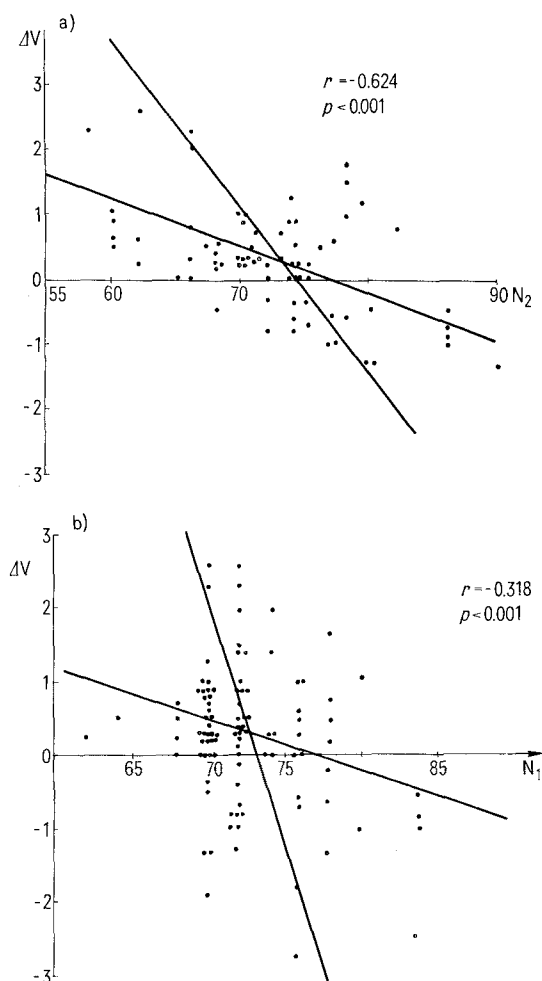 a)
ΔV
3
r = -0.624
p < 0.001
2
1
0
55 60 70 80 90 N₂
-1
-2
-3
b)
3
ΔV
r = -0.318
p < 0.001
2
1
0
65 70 75 85 N₁
-1
-2
-3